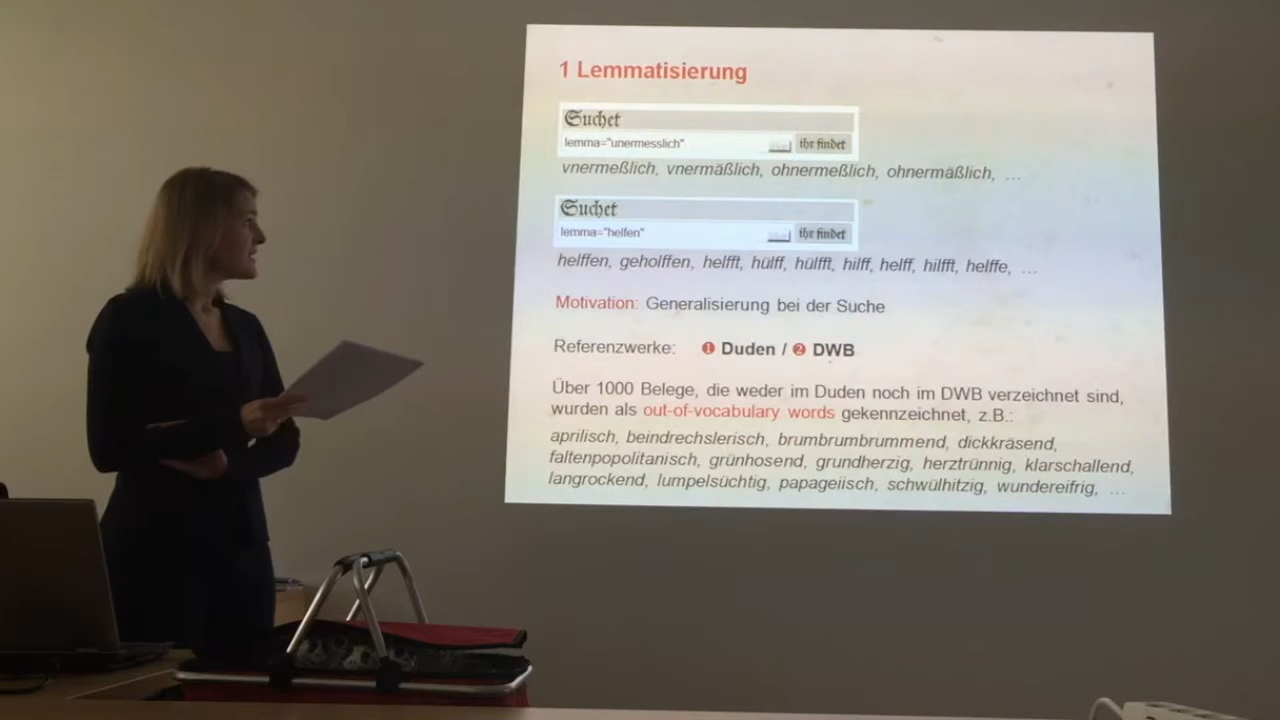 1 Lemmatisierung
Suchet
lemma="unermesslich"
ihr findet
vnermeßlich, vnermäßlich, ohnermeßlich, ohnermäßlich, …
Suchet
lemma="helfen"
ihr findet
helffen, geholffen, helfft, hülff, hülfft, hilff, helff, hilfft, helffe, …
Motivation: Generalisierung bei der Suche
Referenzwerke: ❶ Duden / ❷ DWB
Über 1000 Belege, die weder im Duden noch im DWB verzeichnet sind,
wurden als out-of-vocabulary words gekennzeichnet, z.B.:
aprilisch, beindrechslerisch, brumbrumbrummend, dickkräsend,
faltenpopolitanisch, grünhosend, grundherzig, herztrünnig, klarschallend,
langrockend, lumpelsüchtig, papageiisch, schwülhitzig, wundereifrig, …